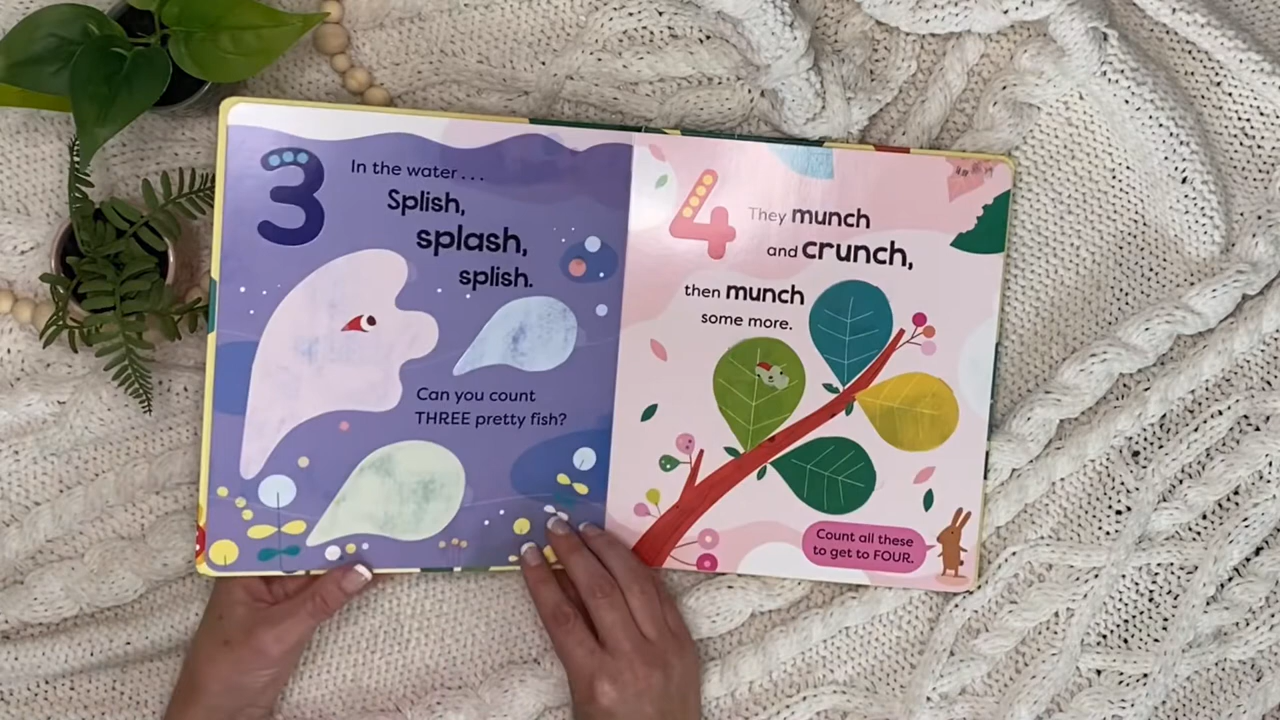 3
In the water...
Splish,
splash,
splish.
Can you count
THREE pretty fish?
4
They munch
and crunch,
then munch
some more.
Count all these
to get to FOUR.